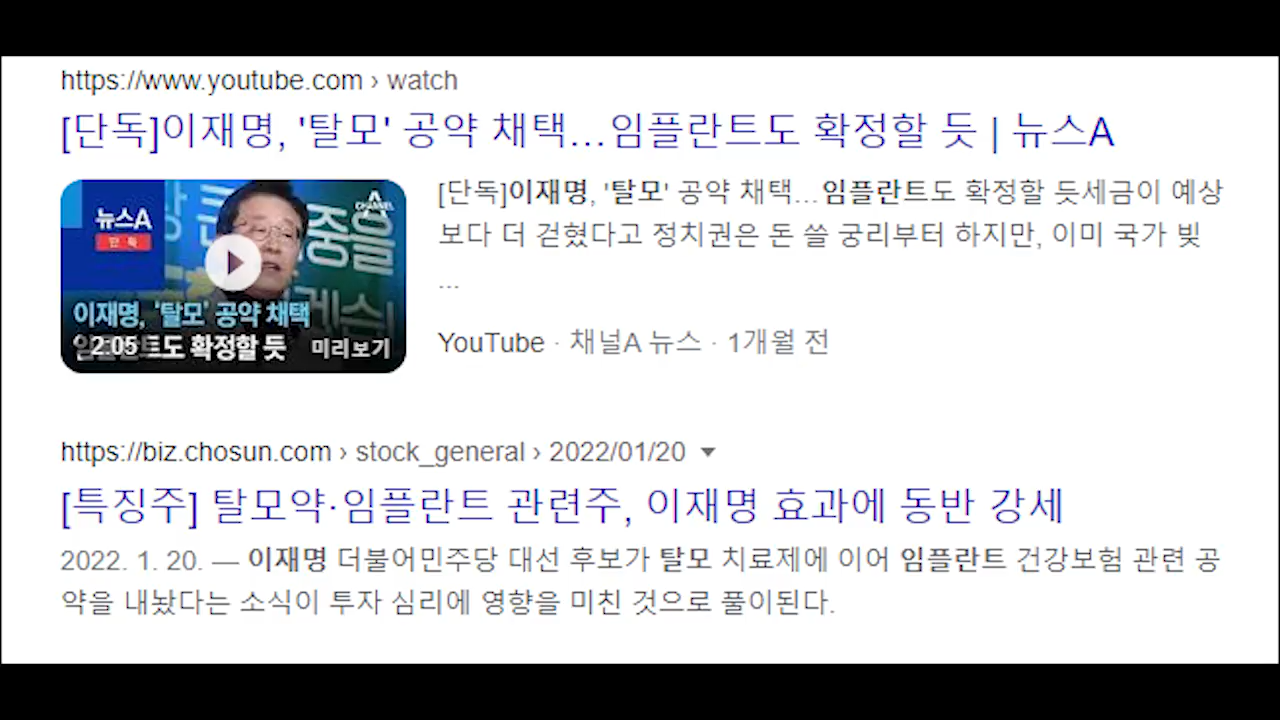 https://www.youtube.com › watch
[단독]이재명, '탈모' 공약 채택...임플란트도 확정할 듯 | 뉴스A
[단독]이재명, '탈모' 공약 채택...임플란트도 확정할 듯세금이 예상
보다 더 걷혔다고 정치권은 돈 쓸 궁리부터 하지만, 이미 국가 빚
...
YouTube · 채널A 뉴스 · 1개월 전
뉴스A
단독
CHANNEL A
중을
이재명, '탈모' 공약 채택
트도 확정할 듯
2:05
미리보기
https://biz.chosun.com › stock_general › 2022/01/20 ▼
[특징주] 탈모약·임플란트 관련주, 이재명 효과에 동반 강세
2022. 1. 20. — 이재명 더불어민주당 대선 후보가 탈모 치료제에 이어 임플란트 건강보험 관련 공
약을 내놨다는 소식이 투자 심리에 영향을 미친 것으로 풀이된다.